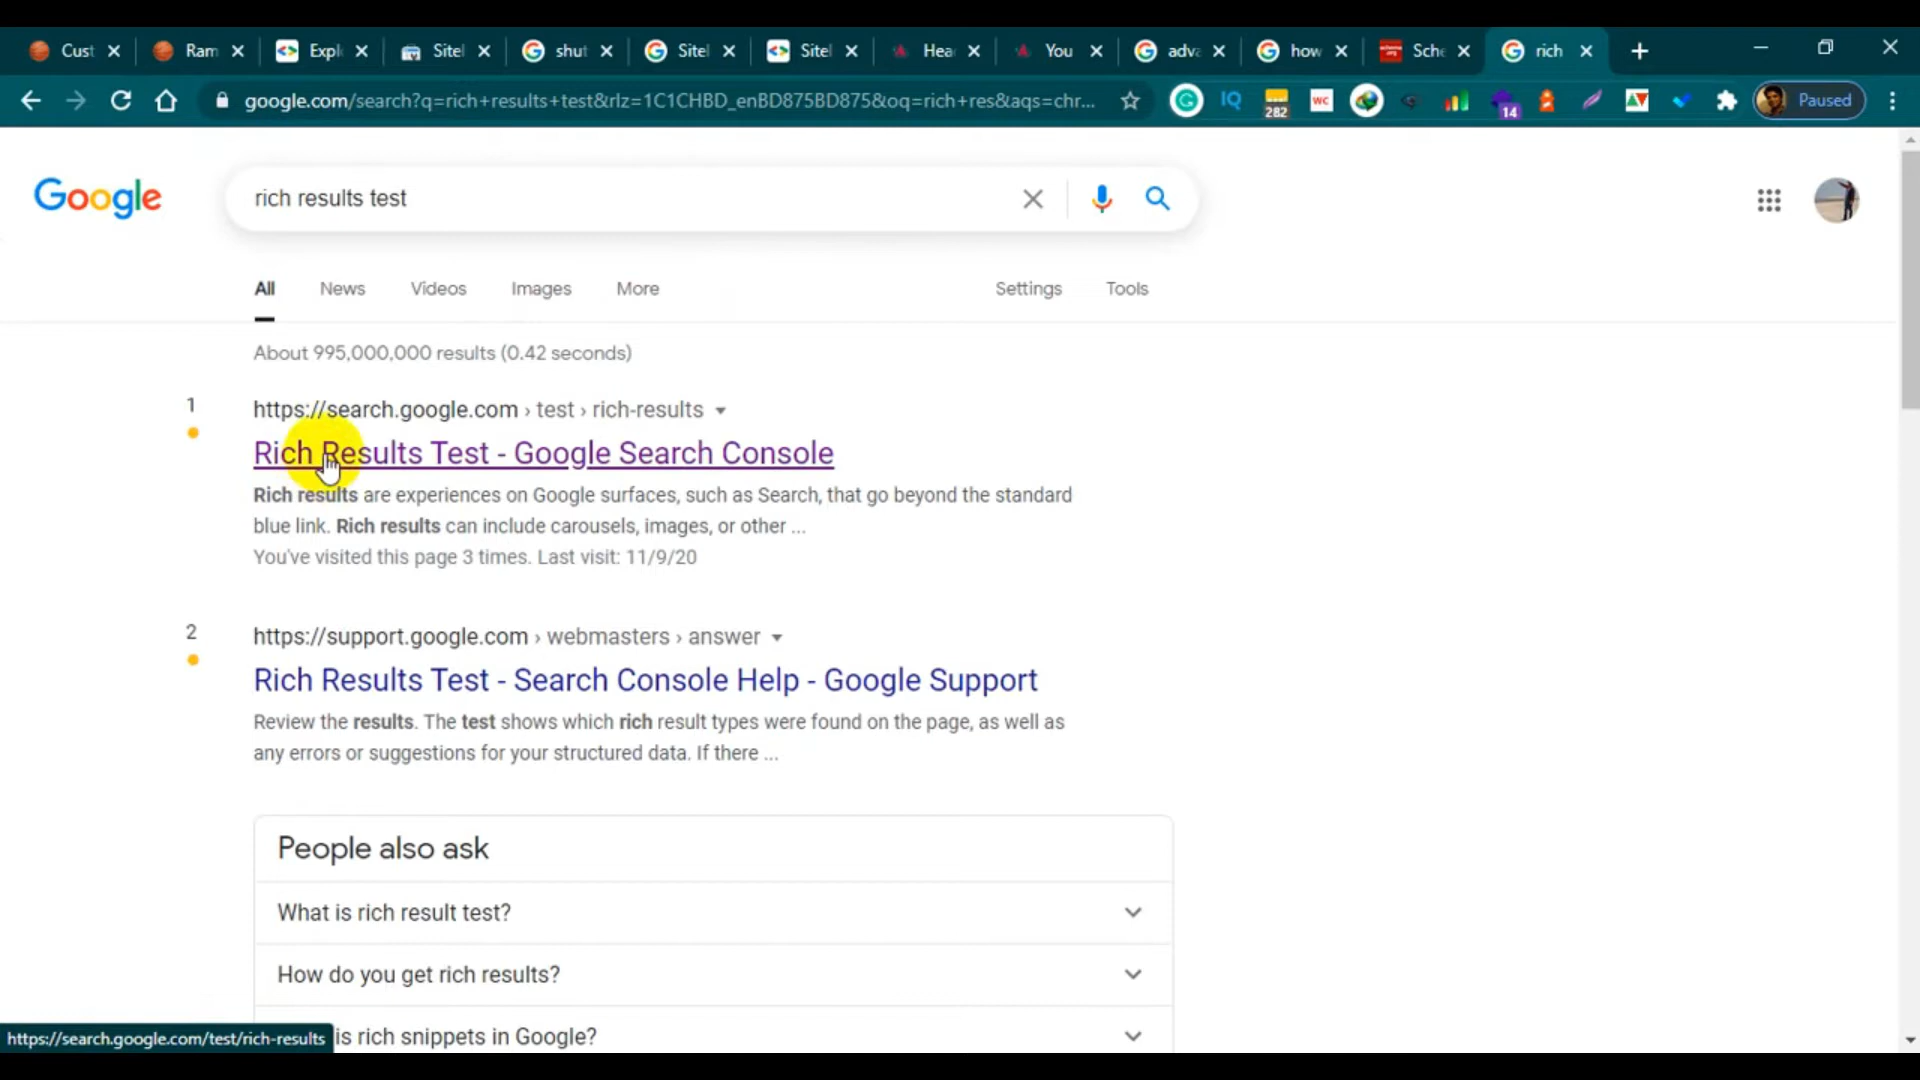 Cust
Ram
Expl
Sitel
shut
Sitel
Sitel
Hea
You
adva
how
Sche
rich
google.com/search?q=rich+results+test&rlz=1C1CHBD_enBD875BD875&oq=rich+res&aqs=chr...
IQ
282
WC
14
Paused
Google
rich results test
All News Videos Images More Settings Tools
About 995,000,000 results (0.42 seconds)
1
https://search.google.com › test › rich-results
Rich Results Test - Google Search Console
Rich results are experiences on Google surfaces, such as Search, that go beyond the standard
blue link. Rich results can include carousels, images, or other ...
You've visited this page 3 times. Last visit: 11/9/20
2
https://support.google.com › webmasters › answer
Rich Results Test - Search Console Help - Google Support
Review the results. The test shows which rich result types were found on the page, as well as
any errors or suggestions for your structured data. If there ...
People also ask
What is rich result test?
How do you get rich results?
is rich snippets in Google?
https://search.google.com/test/rich-results